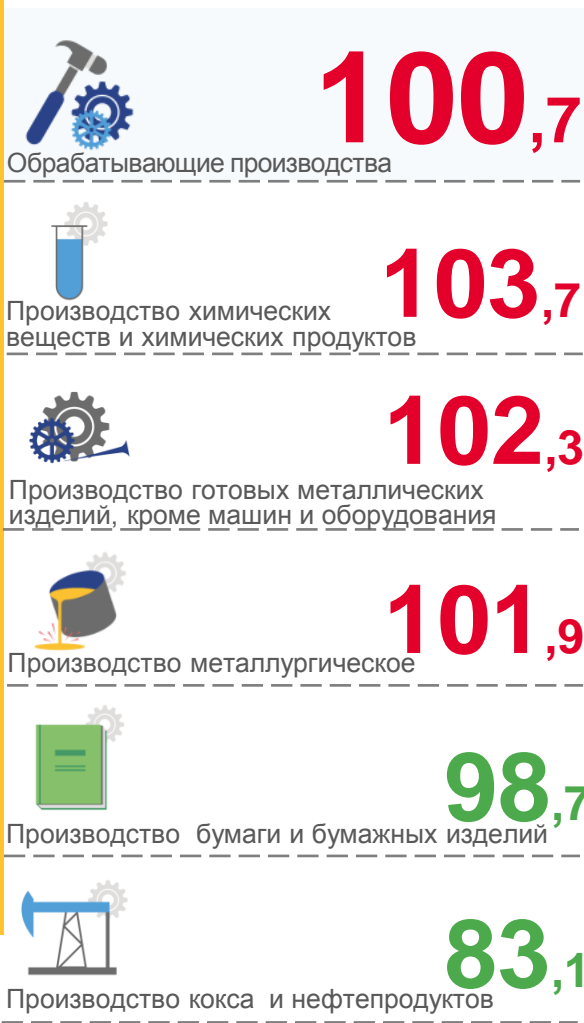 100,7
Обрабатывающие производства
103,7
Производство химических
веществ и химических продуктов
102,3
Производство готовых металлических
изделий, кроме машин и оборудования
101,9
Производство металлургическое
98,7
Производство бумаги и бумажных изделий
83,1
Производство кокса и нефтепродуктов